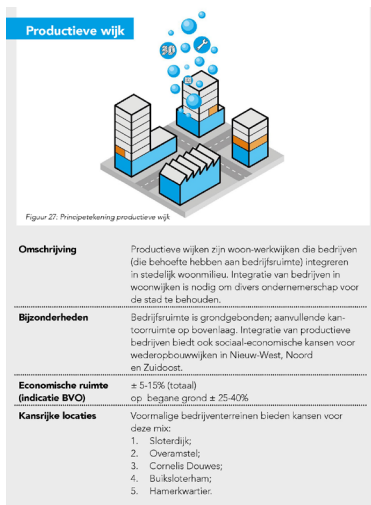 Productieve wijk
Figuur 27: Principetekening productieve wijk
Omschrijving
Productieve wijken zijn woon-werkwijken die bedrijven
(die behoefte hebben aan bedrijfsruimte) integreren
in stedelijk woonmilieu. Integratie van bedrijven in
woonwijken is nodig om divers ondernemerschap voor
de stad te behouden.
Bijzonderheden
Bedrijfsruimte is grondgebonden; aanvullende kan-
toorruimte op bovenlaag. Integratie van productieve
bedrijven biedt ook sociaal-economische kansen voor
wederopbouwwijken in Nieuw-West, Noord
en Zuidoost.
Economische ruimte
(indicatie BVO)
± 5-15% (totaal)
op begane grond ± 25-40%
Kansrijke locaties
Voormalige bedrijventerreinen bieden kansen voor
deze mix:
1. Sloterdijk;
2. Overamstel;
3. Cornelis Douwes;
4. Buiksloterham;
5. Hamerkwartier.